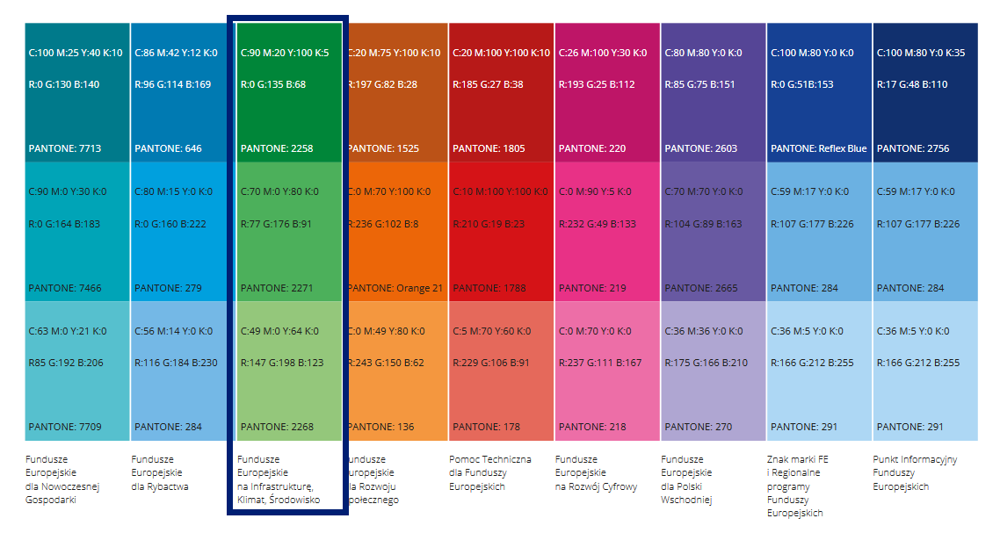 C:100 M:25 Y:40 K:10
R:0 G:130 B:140
PANTONE: 7713
C:86 M:42 Y:12 K:0
R:96 G:114 B:169
PANTONE: 646
C:90 M:20 Y:100 K:5
R:0 G:135 B:68
PANTONE: 2258
C:20 M:75 Y:100 K:10
R:197 G:82 B:28
PANTONE: 1525
C:20 M:100 Y:100 K:10
R:185 G:27 B:38
PANTONE: 1805
C:26 M:100 Y:30 K:0
R:193 G:25 B:112
PANTONE: 220
C:80 M:80 Y:0 K:0
R:85 G:75 B:151
PANTONE: 2603
C:100 M:80 Y:0 K:0
R:0 G:51B:153
PANTONE: Reflex Blue
C:100 M:80 Y:0 K:35
R:17 G:48 B:110
PANTONE: 2756
C:90 M:0 Y:30 K:0
R:0 G:164 B:183
PANTONE: 7466
C:80 M:15 Y:0 K:0
R:0 G:160 B:222
PANTONE: 279
C:70 M:0 Y:80 K:0
R:77 G:176 B:91
PANTONE: 2271
C:0 M:70 Y:100 K:0
R:236 G:102 B:8
PANTONE: Orange 21
C:10 M:100 Y:100 K:0
R:210 G:19 B:23
PANTONE: 1788
C:0 M:90 Y:5 K:0
R:232 G:49 B:133
PANTONE: 219
C:70 M:70 Y:0 K:0
R:104 G:89 B:163
PANTONE: 2665
C:59 M:17 Y:0 K:0
R:107 G:177 B:226
PANTONE: 284
C:59 M:17 Y:0 K:0
R:107 G:177 B:226
PANTONE: 284
C:63 M:0 Y:21 K:0
R85 G:192 B:206
PANTONE: 7709
C:56 M:14 Y:0 K:0
R:116 G:184 B:230
PANTONE: 284
C:49 M:0 Y:64 K:0
R:147 G:198 B:123
PANTONE: 2268
C:0 M:49 Y:80 K:0
R:243 G:150 B:62
PANTONE: 136
C:5 M:70 Y:60 K:0
R:229 G:106 B:91
PANTONE: 178
C:0 M:70 Y:0 K:0
R:237 G:111 B:167
PANTONE: 218
C:36 M:36 Y:0 K:0
R:175 G:166 B:210
PANTONE: 270
C:36 M:5 Y:0 K:0
R:166 G:212 B:255
PANTONE: 291
C:36 M:5 Y:0 K:0
R:166 G:212 B:255
PANTONE: 291
Fundusze
Europejskie
dla Nowoczesnej
Gospodarki
Fundusze
Europejskie
dla Rybactwa
Fundusze
Europejskie
na Infrastrukturę,
Klimat, Środowisko
undusze
uropejskie
la Rozwoju
połecznego
Pomoc Techniczna
dla Funduszy
Europejskich
Fundusze
Europejskie
na Rozwój Cyfrowy
Fundusze
Europejskie
dla Polski
Wschodniej
Znak marki FE
i Regionalne
programy
Funduszy
Europejskich
Punkt Informacyjny
Funduszy
Europejskich